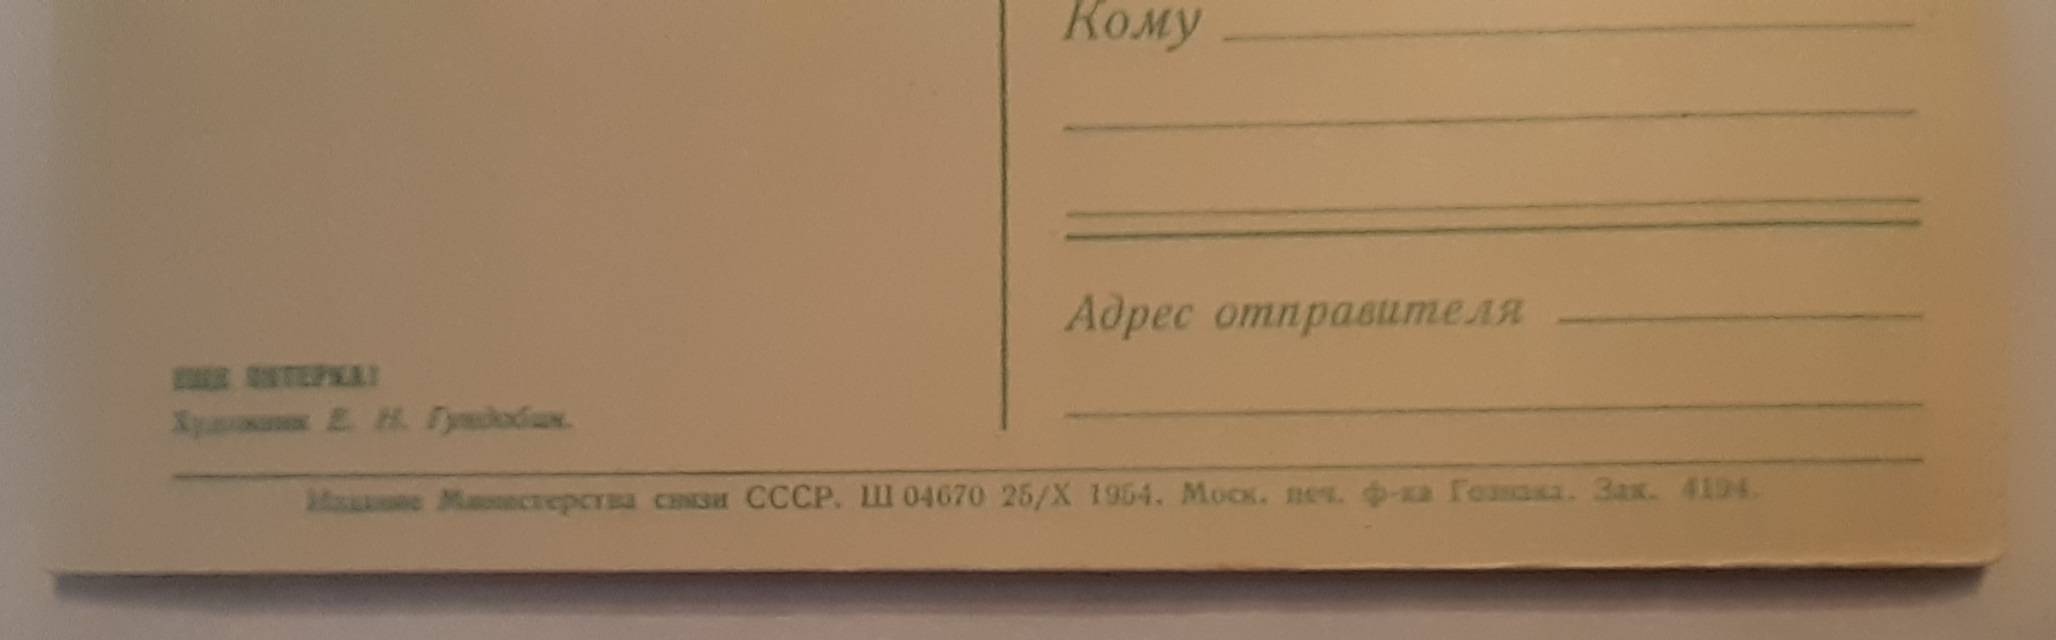 Кому
Адрес отправителя
ЕЩЕ ПЯТЕРКА!
Художник Е. Н. Гундобин.
Издание Министерства связи СССР. Ш 04670 25/X 1954. Моск. печ. ф-ка Гознака. Зак. 4194.